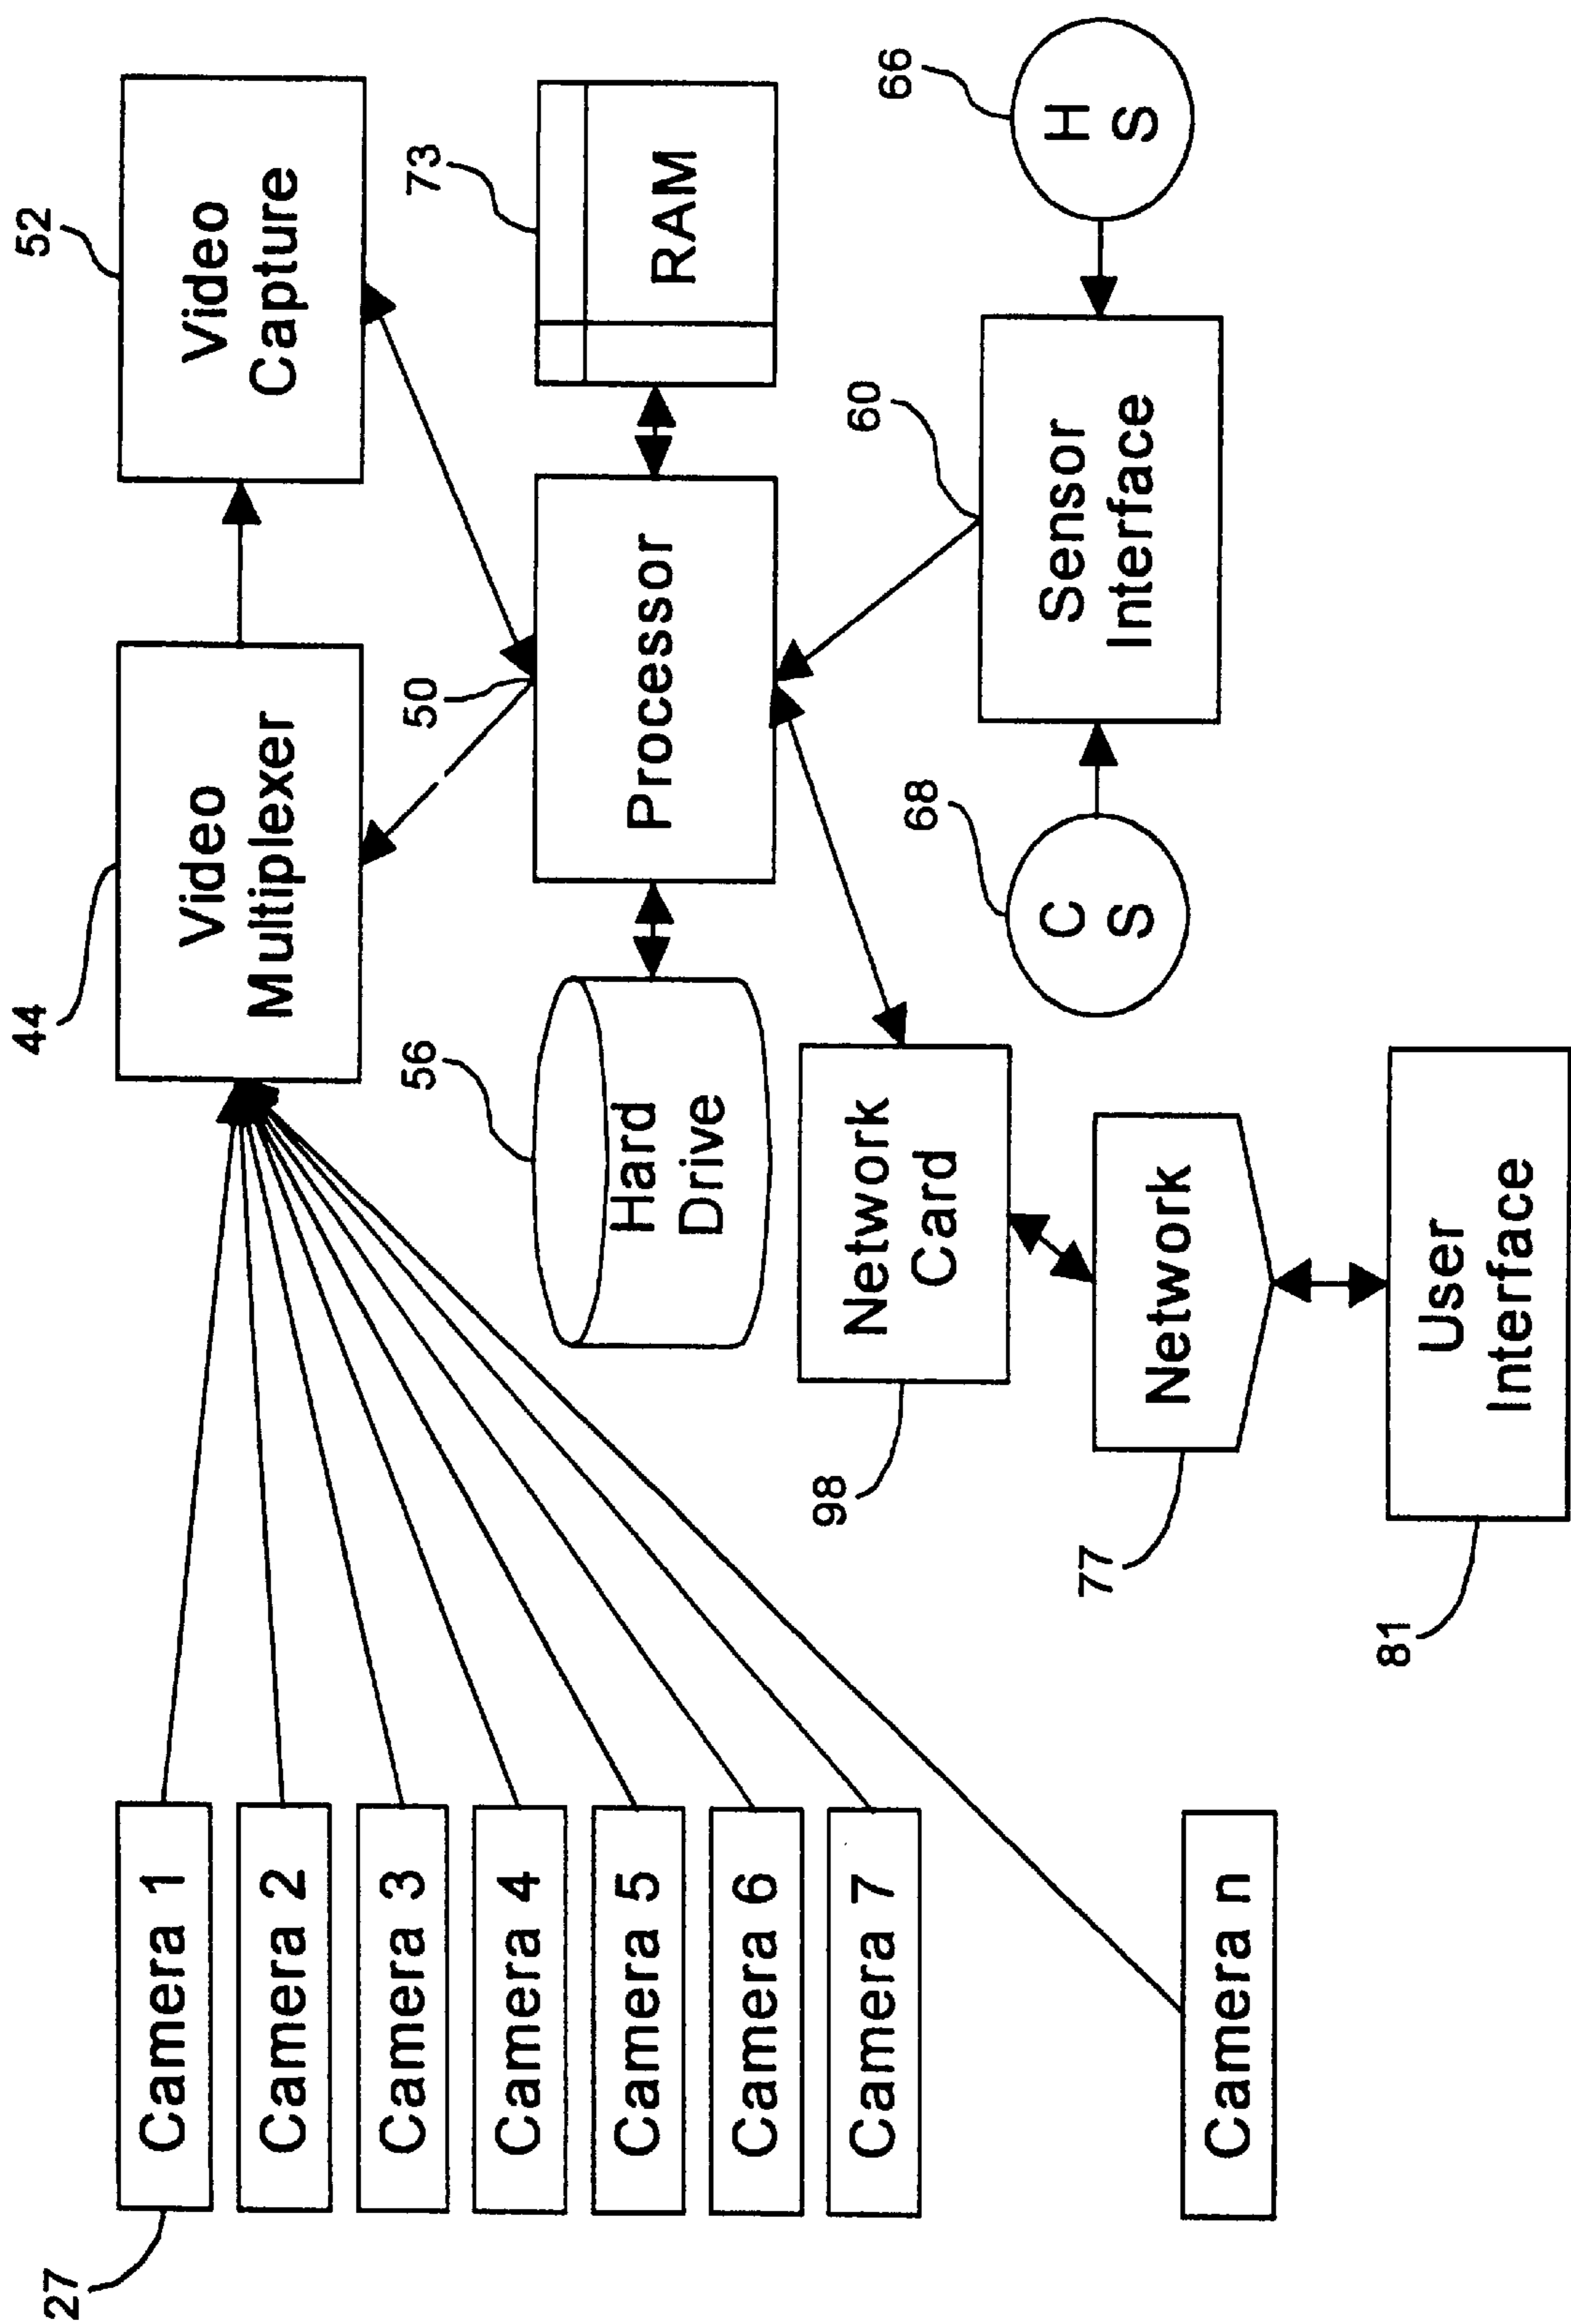 27
Camera 1
Camera 2
Camera 3
Camera 4
Camera 5
Camera 6
Camera 7
Camera n
44
Video
Multiplexer
52
Video
Capture
56
Hard
Drive
50
Processor
73
RAM
98
Network
Card
68
C
S
60
Sensor
Interface
66
H
S
77
Network
81
User
Interface